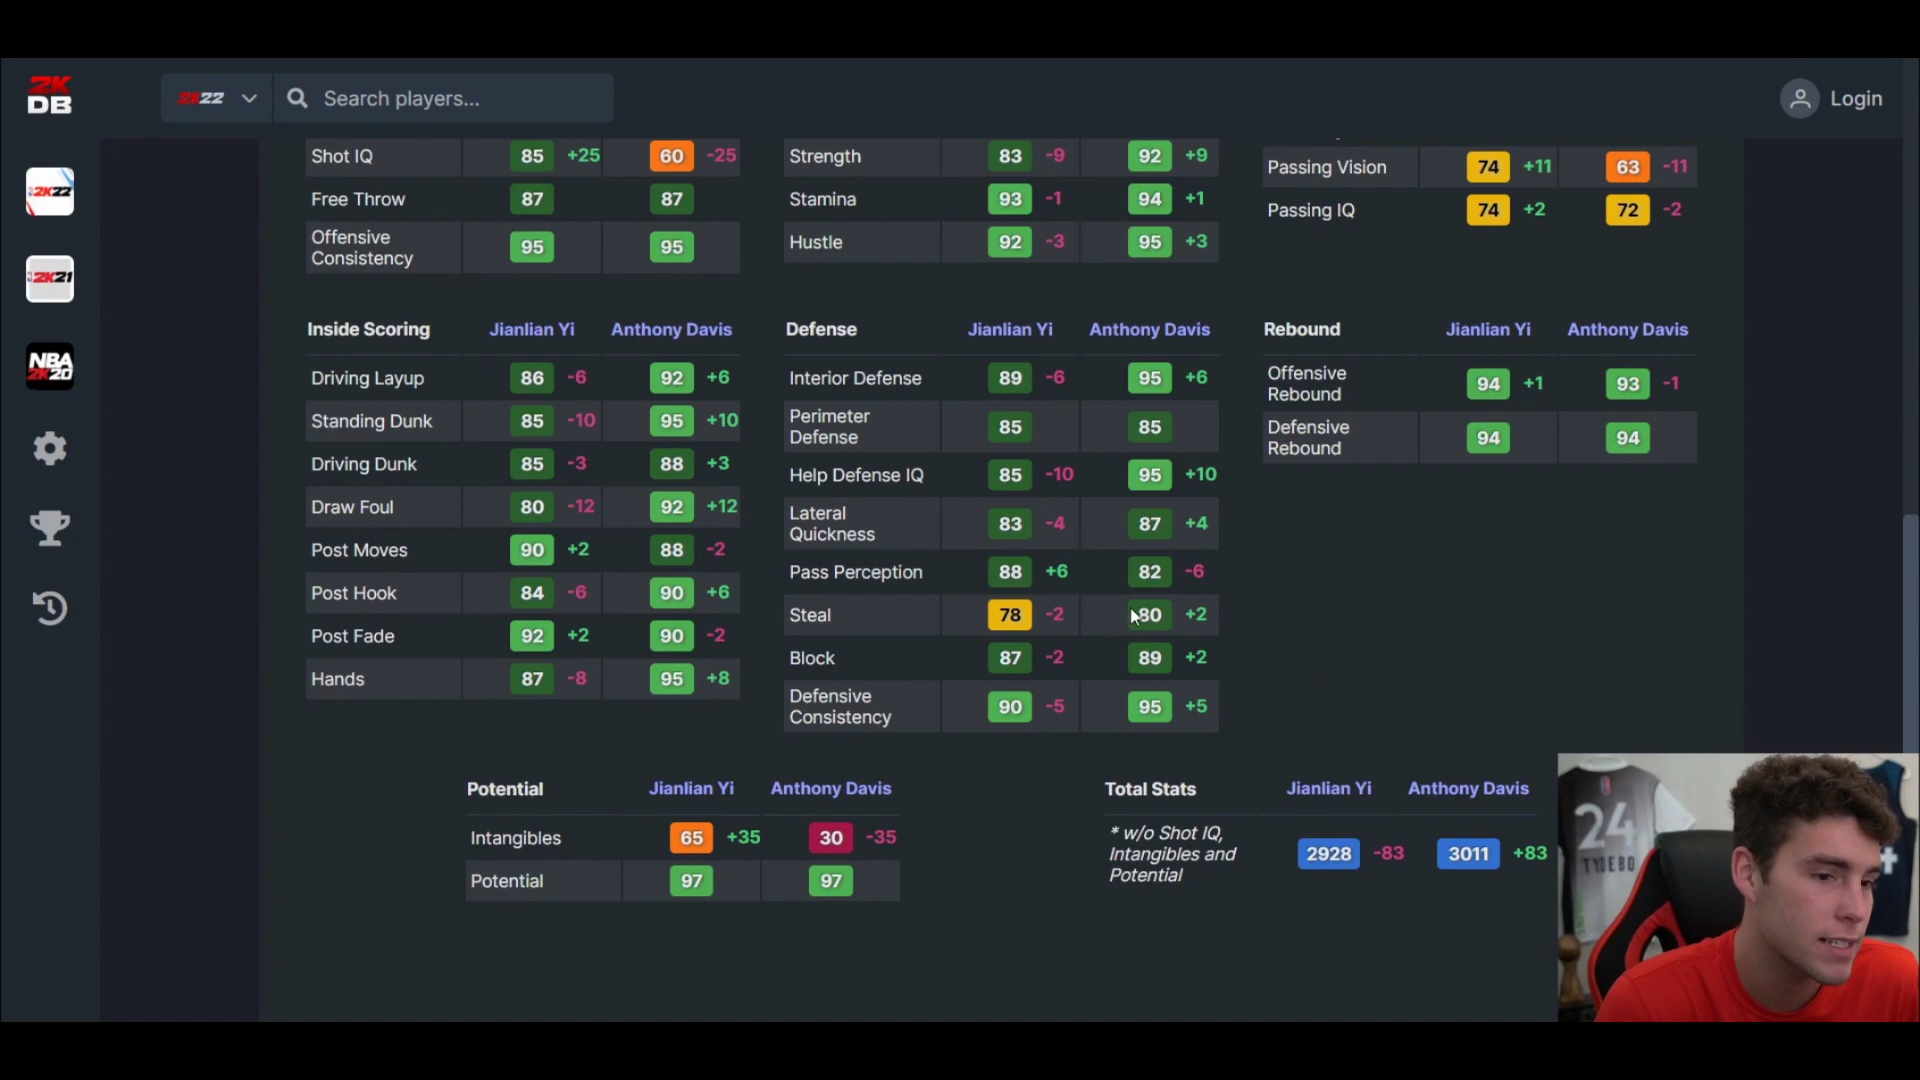 2K
DB
2K22
Search players...
Login
2K22
2K21
NBA
2K20
Shot IQ 85 +25 60 -25
Free Throw 87 87
Offensive
Consistency 95 95
Strength 83 -9 92 +9
Stamina 93 -1 94 +1
Hustle 92 -3 95 +3
Passing Vision 74 +11 63 -11
Passing IQ 74 +2 72 -2
Inside Scoring Jianlian Yi Anthony Davis
Driving Layup 86 -6 92 +6
Standing Dunk 85 -10 95 +10
Driving Dunk 85 -3 88 +3
Draw Foul 80 -12 92 +12
Post Moves 90 +2 88 -2
Post Hook 84 -6 90 +6
Post Fade 92 +2 90 -2
Hands 87 -8 95 +8
Defense Jianlian Yi Anthony Davis
Interior Defense 89 -6 95 +6
Perimeter
Defense 85 85
Help Defense IQ 85 -10 95 +10
Lateral
Quickness 83 -4 87 +4
Pass Perception 88 +6 82 -6
Steal 78 -2 80 +2
Block 87 -2 89 +2
Defensive
Consistency 90 -5 95 +5
Rebound Jianlian Yi Anthony Davis
Offensive
Rebound 94 +1 93 -1
Defensive
Rebound 94 94
Potential Jianlian Yi Anthony Davis
Intangibles 65 +35 30 -35
Potential 97 97
Total Stats Jianlian Yi Anthony Davis
* w/o Shot IQ,
Intangibles and
Potential 2928 -83 3011 +83
24
TYDEBO